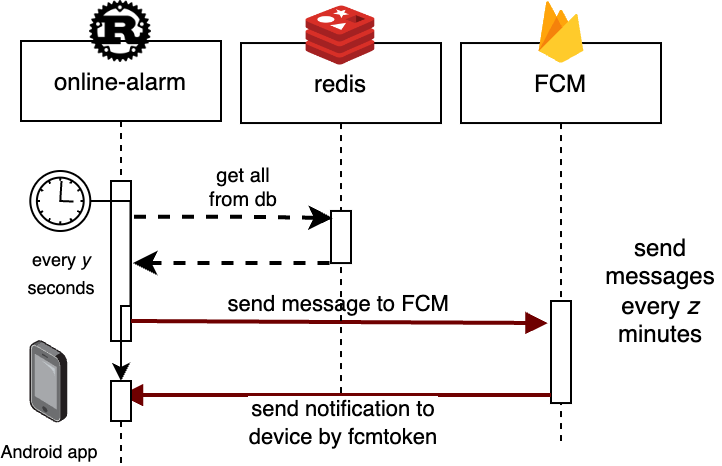 online-alarm
redis
FCM
get all
from db
every y
seconds
send
messages
every z
minutes
send message to FCM
send notification to
device by fcmtoken
Android app